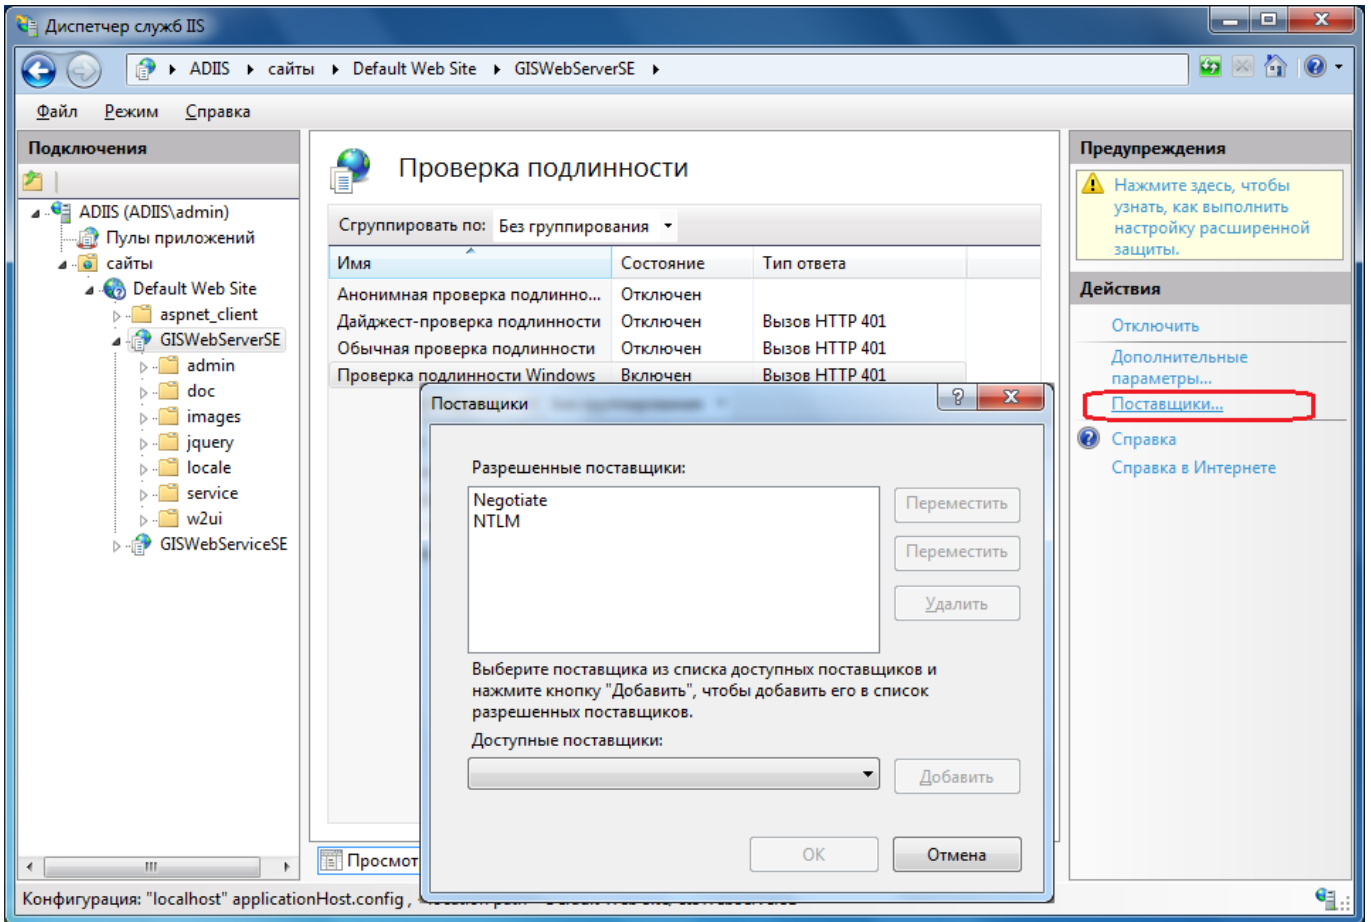 Диспетчер служб IIS
ADIIS
сайты
Default Web Site
GISWebServerSE
Файл Режим Справка
Подключения
ADIIS (ADIIS\admin)
Пулы приложений
сайты
Default Web Site
aspnet_client
GISWebServerSE
admin
doc
images
jquery
locale
service
w2ui
GISWebServiceSE
Проверка подлинности
Сгруппировать по: Без группирования
Имя Состояние Тип ответа
Анонимная проверка подлинно... Отключен
Дайджест-проверка подлинности Отключен Вызов HTTP 401
Обычная проверка подлинности Отключен Вызов HTTP 401
Проверка подлинности Windows Включен Вызов HTTP 401
Поставщики
Разрешенные поставщики:
Negotiate
NTLM
Переместить
Переместить
Удалить
Выберите поставщика из списка доступных поставщиков и
нажмите кнопку "Добавить", чтобы добавить его в список
разрешенных поставщиков.
Доступные поставщики:
Добавить
OK
Отмена
Просмот
Предупреждения
Нажмите здесь, чтобы
узнать, как выполнить
настройку расширенной
защиты.
Действия
Отключить
Дополнительные
параметры...
Поставщики...
Справка
Справка в Интернете
Конфигурация: "localhost" applicationHost.config ,